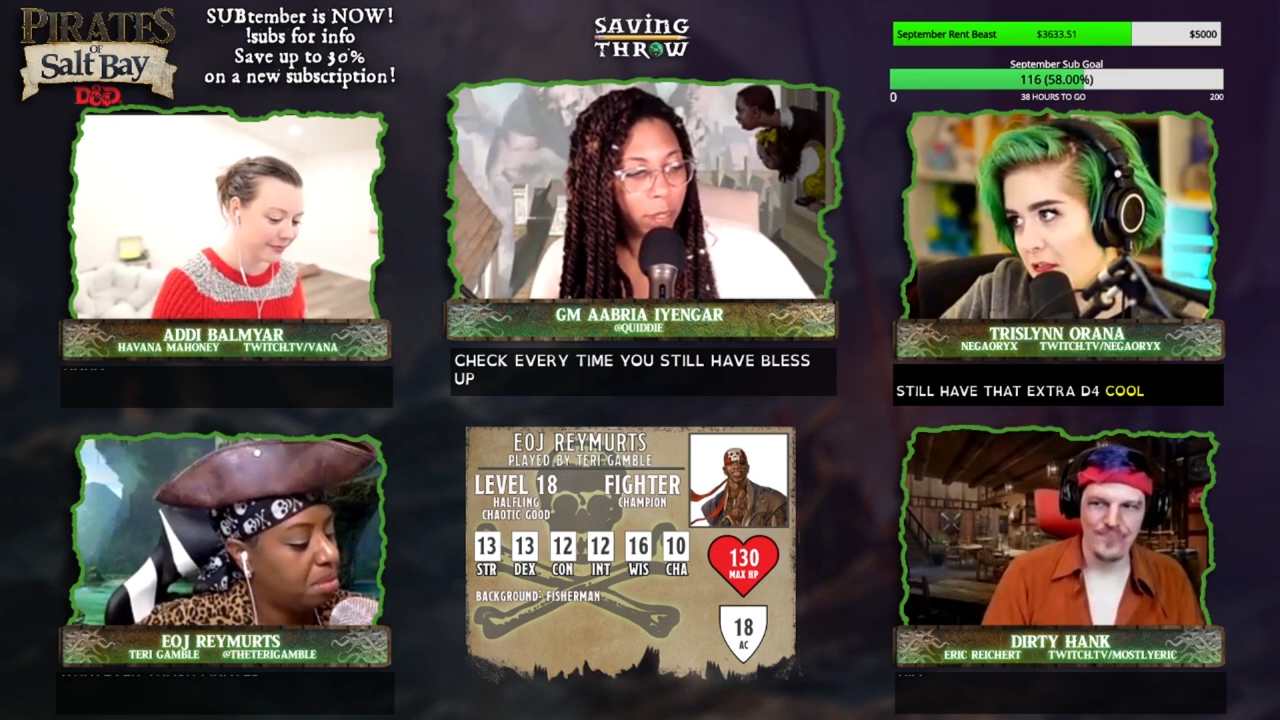 PIRATES
OF
Salt Bay
D&D
SUBtember is NOW!
!subs for info
Save up to 30%
on a new subscription!
SAVING
THROW
September Rent Beast $3633.51 $5000
September Sub Goal
116 (58.00%)
0 38 HOURS TO GO 200
ADDI BALMYAR
HAVANA MAHONEY TWITCH.TV/VANA
GM AABRIA IYENGAR
@QUIDDIE
CHECK EVERY TIME YOU STILL HAVE BLESS
UP
TRISLYNN ORANA
NEGAORYX TWITCH.TV/NEGAORYX
STILL HAVE THAT EXTRA D4 COOL
EOJ REYMURTS
TERI GAMBLE @THETERIGAMBLE
EOJ REYMURTS
PLAYED BY TERI GAMBLE
LEVEL 18 FIGHTER
HALFLING CHAMPION
CHAOTIC GOOD
13 13 12 12 16 10
STR DEX CON INT WIS CHA
BACKGROUND: FISHERMAN
130
MAX HP
18
AC
DIRTY HANK
ERIC REICHERT TWITCH.TV/MOSTLYERIC